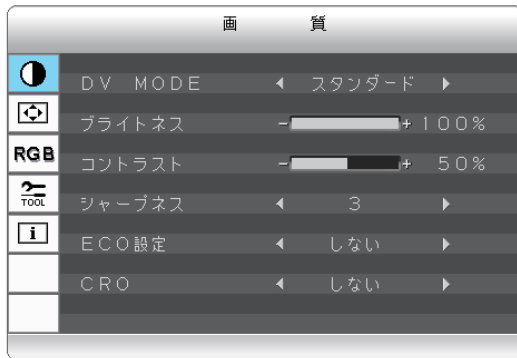 画 質
DV MODE スタンダード
ブライトネス - + 100%
RGB
コントラスト - + 50%
TOOL
シャープネス 3
i
ECO設定 しない
CRO しない